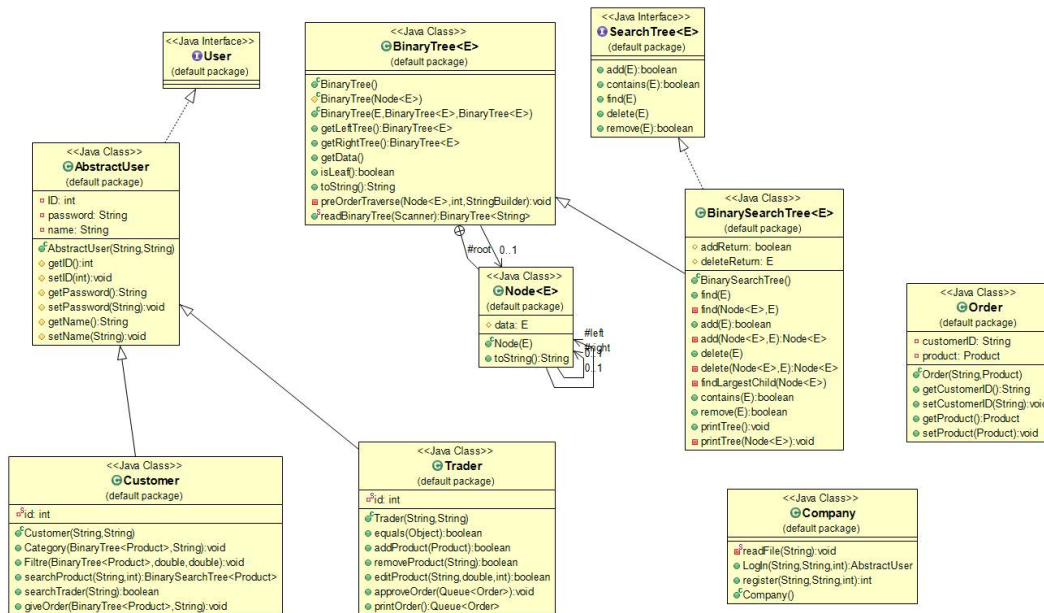 <<Java Interface>>
User
(default package)
<<Java Class>>
BinaryTree<E>
(default package)
BinaryTree()
BinaryTree(Node<E>)
BinaryTree(E,BinaryTree<E>,BinaryTree<E>)
getLeftTree():BinaryTree<E>
getRightTree():BinaryTree<E>
getData()
isLeaf():boolean
toString():String
preOrderTraverse(Node<E>,int,StringBuilder):void
readBinaryTree(Scanner):BinaryTree<String>
<<Java Interface>>
SearchTree<E>
(default package)
add(E):boolean
contains(E):boolean
find(E)
delete(E)
remove(E):boolean
<<Java Class>>
AbstractUser
(default package)
ID: int
password: String
name: String
AbstractUser(String,String)
getID():int
setID(int):void
getPassword():String
setPassword(String):void
getName():String
setName(String):void
#root
0..1
<<Java Class>>
Node<E>
(default package)
data: E
Node(E)
toString():String
#left
#right
0..1
0..1
<<Java Class>>
BinarySearchTree<E>
(default package)
addReturn: boolean
deleteReturn: E
BinarySearchTree()
find(E)
find(Node<E>,E)
add(E):boolean
add(Node<E>,E):Node<E>
delete(E)
delete(Node<E>,E):Node<E>
findLargestChild(Node<E>)
contains(E):boolean
remove(E):boolean
printTree():void
printTree(Node<E>):void
<<Java Class>>
Order
(default package)
customerID: String
product: Product
Order(String,Product)
getCustomerID():String
setCustomerID(String):void
getProduct():Product
setProduct(Product):void
<<Java Class>>
Customer
(default package)
id: int
Customer(String,String)
Category(BinaryTree<Product>,String):void
Filtre(BinaryTree<Product>,double,double):void
searchProduct(String,int):BinarySearchTree<Product>
searchTrader(String):boolean
giveOrder(BinaryTree<Product>,String):void
<<Java Class>>
Trader
(default package)
id: int
Trader(String,String)
equals(Object):boolean
addProduct(Product):boolean
removeProduct(String):boolean
editProduct(String,double,int):boolean
approveOrder(Queue<Order>):void
printOrder():Queue<Order>
<<Java Class>>
Company
(default package)
readFile(String):void
LogIn(String,String,int):AbstractUser
register(String,String,int):int
Company()